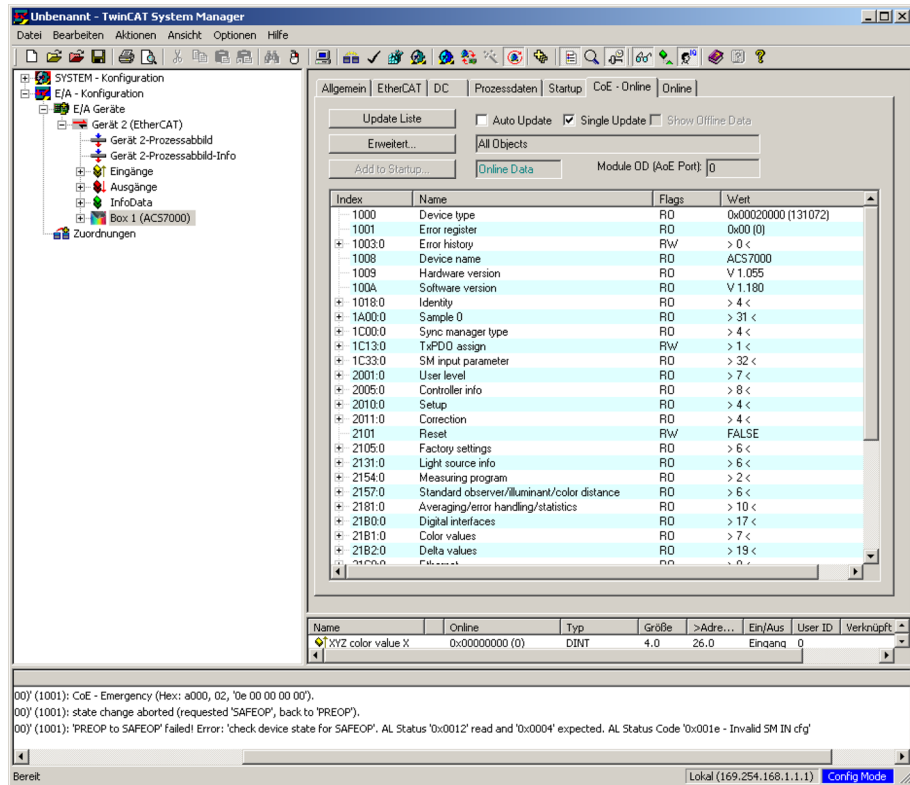 Unbenannt - TwinCAT System Manager
Datei Bearbeiten Aktionen Ansicht Optionen Hilfe
SYSTEM - Konfiguration
E/A - Konfiguration
E/A Geräte
Gerät 2 (EtherCAT)
Gerät 2-Prozessabbild
Gerät 2-Prozessabbild-Info
Eingänge
Ausgänge
InfoData
Box 1 (ACS7000)
Zuordnungen
Allgemein EtherCAT DC Prozessdaten Startup CoE - Online Online
Update Liste Auto Update Single Update Show Offline Data
Erweitert... All Objects
Add to Startup... Online Data Module OD (AoE Port): 0
Index Name Flags Wert
1000 Device type RO 0x00020000 (131072)
1001 Error register RO 0x00 (0)
1003:0 Error history RW > 0 <
1008 Device name RO ACS7000
1009 Hardware version RO V 1.055
100A Software version RO V 1.180
1018:0 Identity RO > 4 <
1A00:0 Sample 0 RO > 31 <
1C00:0 Sync manager type RO > 4 <
1C13:0 TxPDO assign RW > 1 <
1C33:0 SM input parameter RO > 32 <
2001:0 User level RO > 7 <
2005:0 Controller info RO > 8 <
2010:0 Setup RO > 4 <
2011:0 Correction RO > 4 <
2101 Reset RW FALSE
2105:0 Factory settings RO > 6 <
2131:0 Light source info RO > 6 <
2154:0 Measuring program RO > 2 <
2157:0 Standard observer/illuminant/color distance RO > 6 <
2181:0 Averaging/error handling/statistics RO > 10 <
21B0:0 Digital interfaces RO > 17 <
21B1:0 Color values RO > 7 <
21B2:0 Delta values RO > 19 <
Name Online Typ Größe >Adre... Ein/Aus User ID Verknüpft
XYZ color value X 0x00000000 (0) DINT 4.0 26.0 Eingang 0
00)' (1001): CoE - Emergency (Hex: a000, 02, '0e 00 00 00 00').
00)' (1001): state change aborted (requested 'SAFEOP', back to 'PREOP').
00)' (1001): 'PREOP to SAFEOP' failed! Error: 'check device state for SAFEOP'. AL Status '0x0012' read and '0x0004' expected. AL Status Code '0x001e - Invalid SM IN cfg'
Bereit Lokal (169.254.168.1.1.1) Config Mode